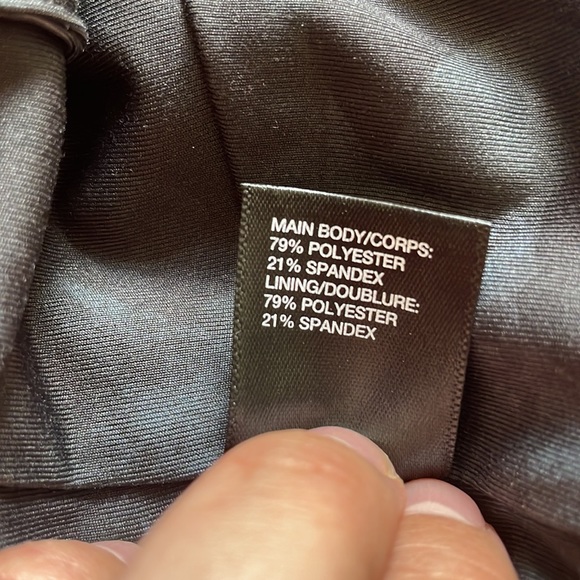 MAIN BODY/CORPS:
79% POLYESTER
21% SPANDEX
LINING/DOUBLURE:
79% POLYESTER
21% SPANDEX